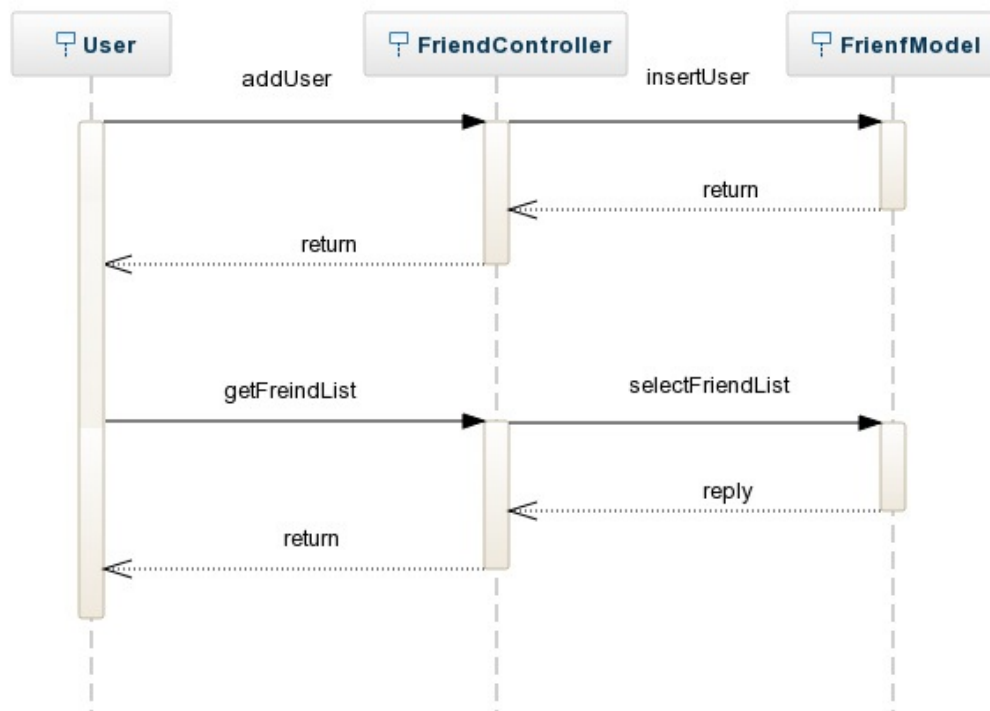 User
FriendController
FrienfModel
addUser
insertUser
return
return
getFreindList
selectFriendList
reply
return